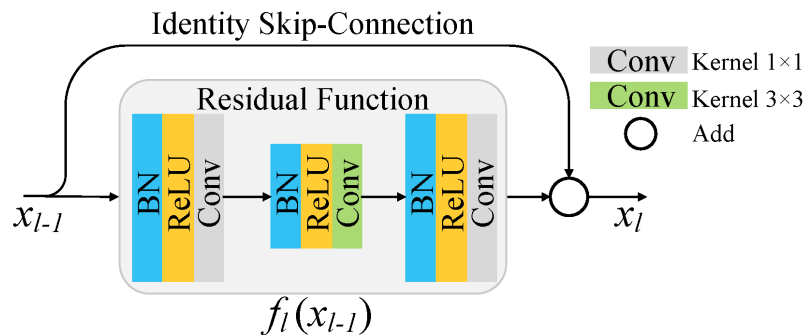 Identity Skip-Connection
Conv Kernel 1×1
Conv Kernel 3×3
Add
Residual Function
BN
ReLU
Conv
BN
ReLU
Conv
BN
ReLU
Conv
x_{l-1}
x_l
f_l(x_{l-1})